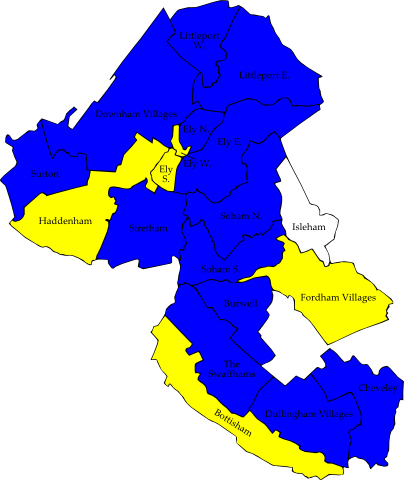 Littleport
W.
Littleport E.
Downham Villages
Ely N.
Ely E.
Ely W.
Ely
S.
Sutton
Haddenham
Stretham
Soham N.
Isleham
Soham S.
Fordham Villages
Burwell
The
Swaffhams
Cheveley
Dullingham Villages
Bottisham